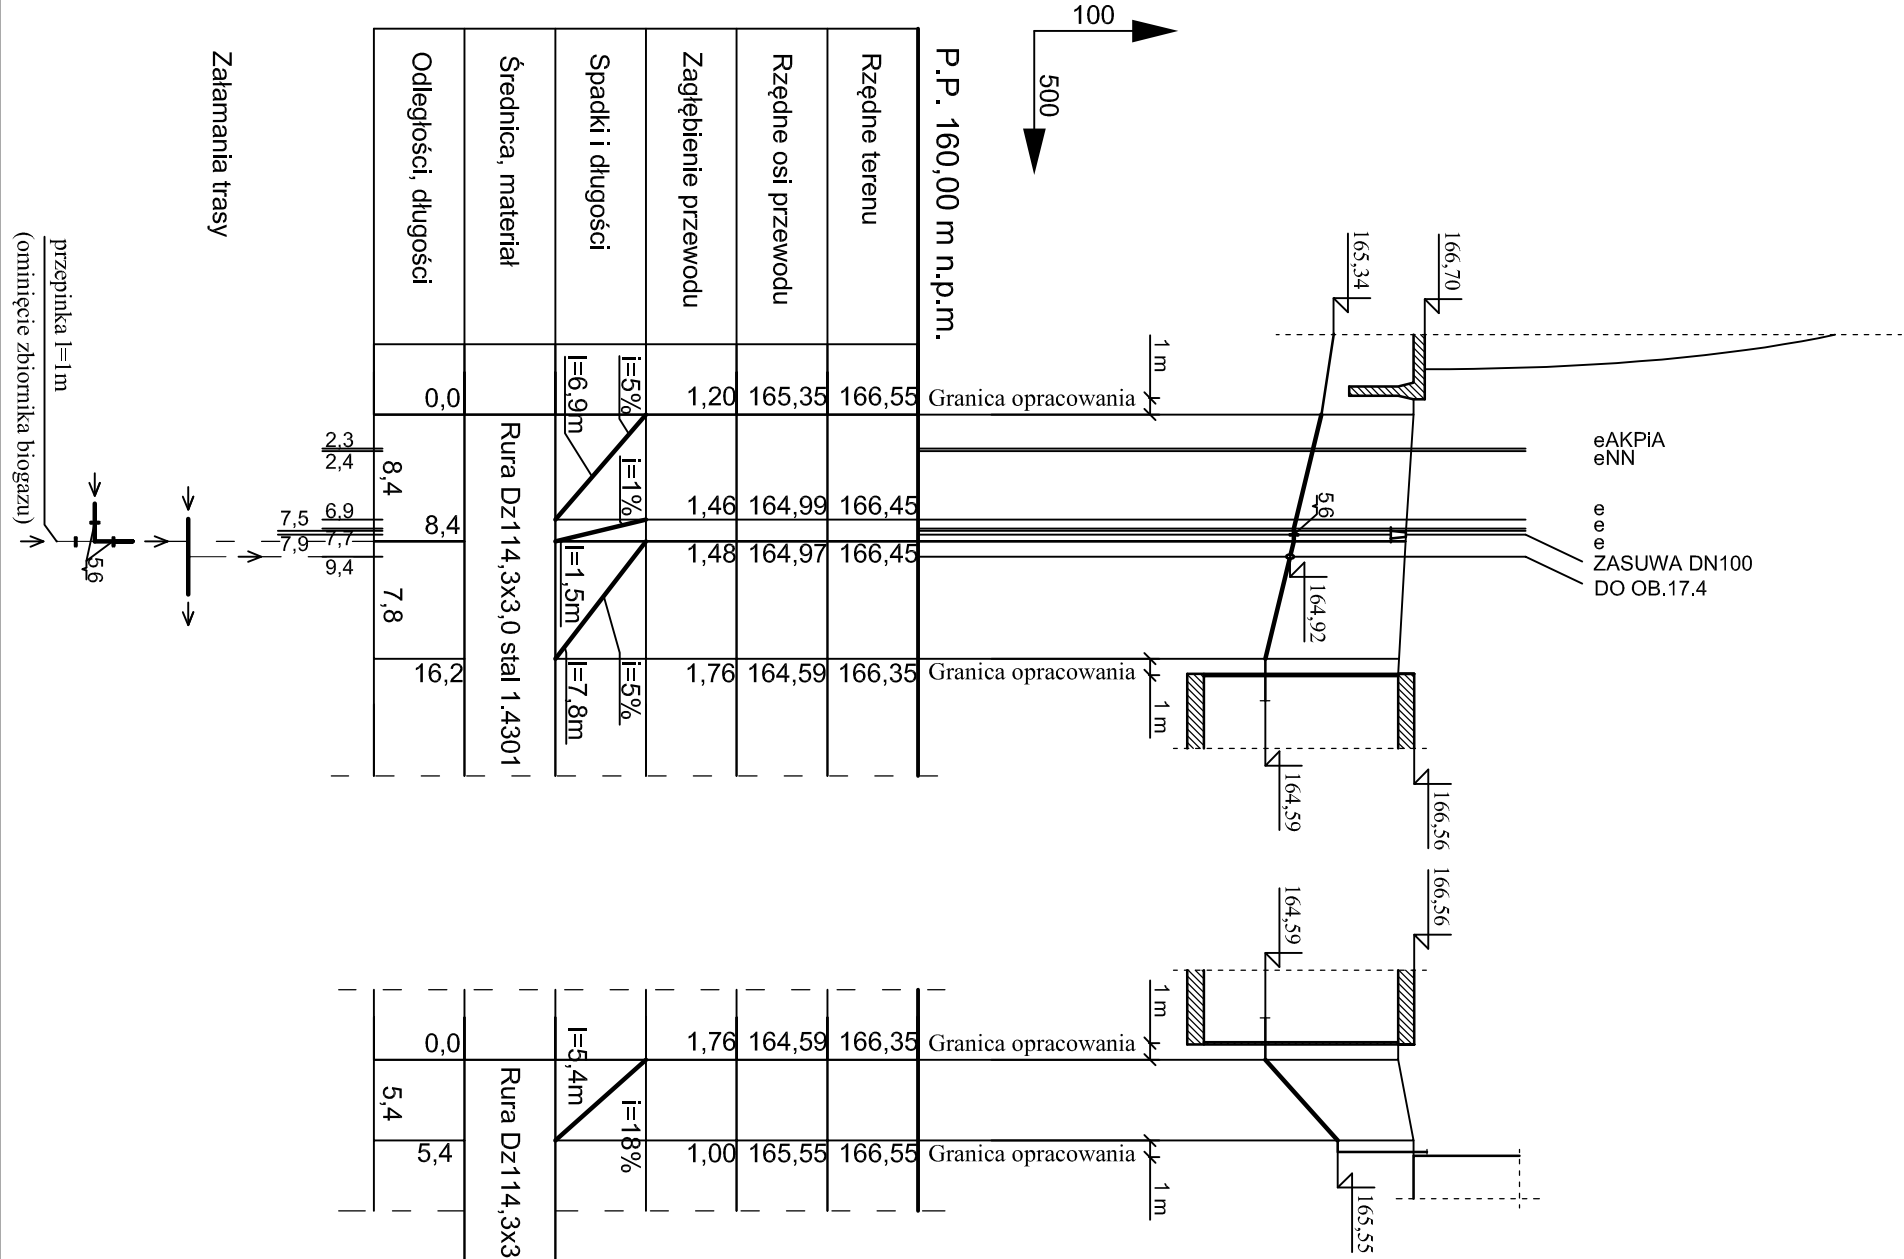 100
500
P.P. 160,00 m n.p.m.
Rzędne terenu
Rzędne osi przewodu
Zagłębienie przewodu
Spadki i długości
Średnica, materiał
Odległości, długości
Załamania trasy
przepinka l=1m
(ominięcie zbiornika biogazu)
165,34
166,70
1 m
0,0
l=6,9m
i=5%
1,20
165,35
166,55
Granica opracowania
2,3
2,4
8,4
Rura Dz114,3x3,0 stal 1.4301
eAKPiA
eNN
7,5
6,9
8,4
i=1%
1,46
164,99
166,45
5,6
e
e
e
7,9
7,7
9,4
5,6
l=1,5m
1,48
164,97
166,45
ZASUWA DN100
DO OB.17.4
164,92
7,8
16,2
l=7,8m
i=5%
1,76
164,59
166,35
Granica opracowania
1 m
164,59
166,56
164,59
166,56
1 m
0,0
l=5,4m
1,76
164,59
166,35
Granica opracowania
5,4
Rura Dz114,3x3
i=18%
5,4
1,00
165,55
166,55
Granica opracowania
1 m
165,55